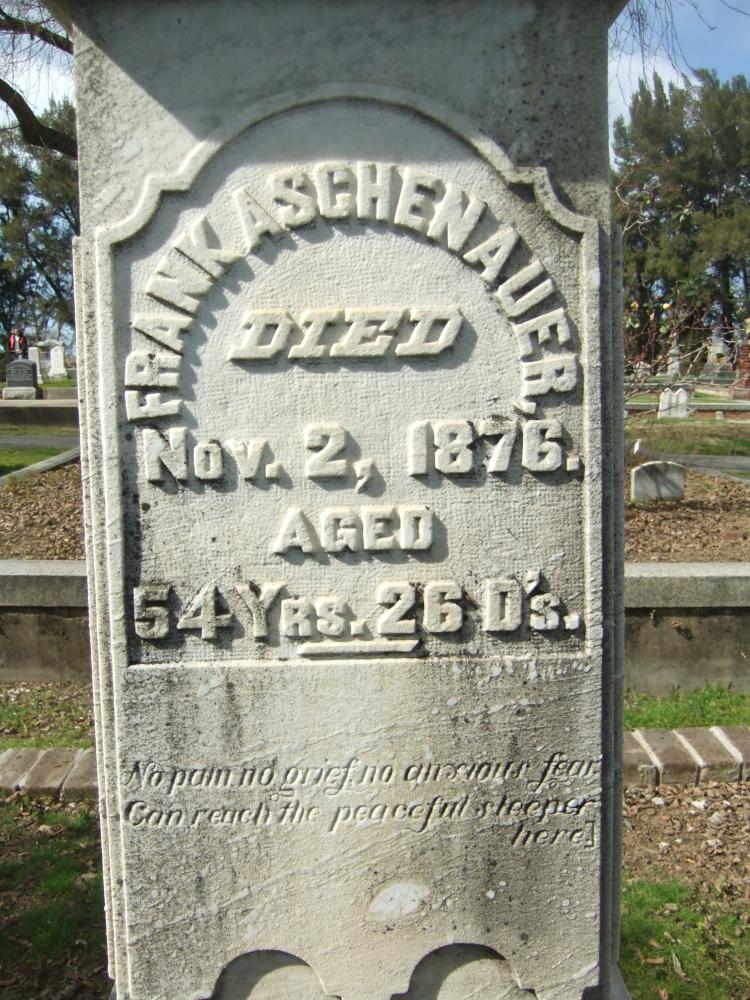 FRANK ASCHENAUER,
DIED
Nov. 2, 1876.
AGED
54 Yrs. 26 D's.
No pain no grief no anxious fear
Can reach the peaceful sleeper
here]